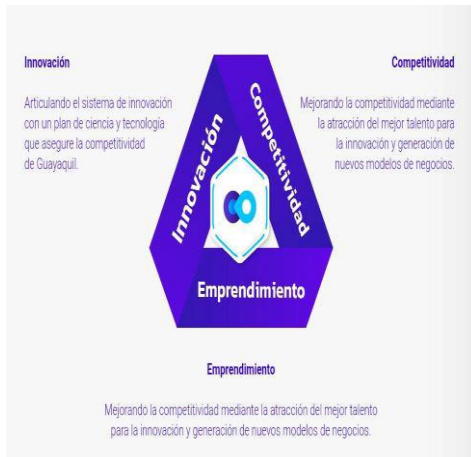 Innovación
Articulando el sistema de innovación
con un plan de ciencia y tecnología
que asegure la competitividad
de Guayaquil.
Competitividad
Mejorando la competitividad mediante
la atracción del mejor talento para
la innovación y generación de
nuevos modelos de negocios.
Innovación
Competitividad
Emprendimiento
Emprendimiento
Mejorando la competitividad mediante la atracción del mejor talento
para la innovación y generación de nuevos modelos de negocios.